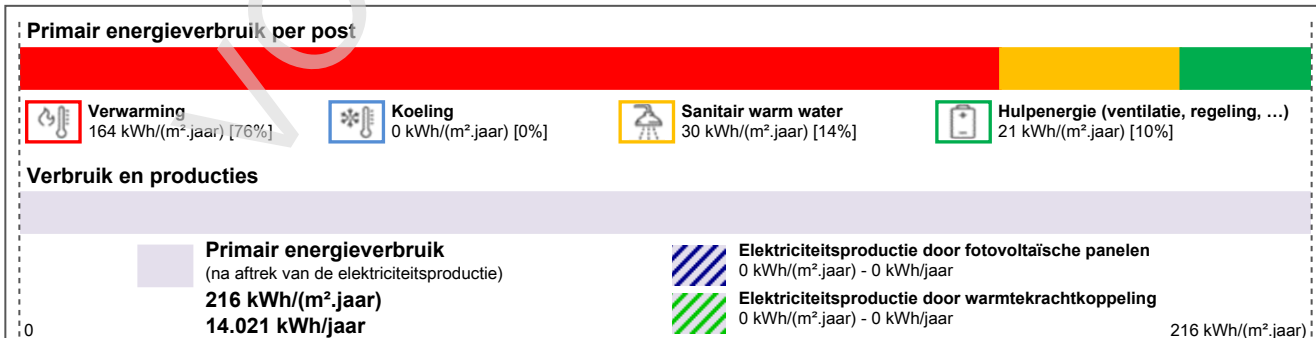 Primair energieverbruik per post
Verwarming
164 kWh/(m².jaar) [76%]
Koeling
0 kWh/(m².jaar) [0%]
Sanitair warm water
30 kWh/(m².jaar) [14%]
Hulpenergie (ventilatie, regeling, …)
21 kWh/(m².jaar) [10%]
Verbruik en producties
Primair energieverbruik
(na aftrek van de elektriciteitsproductie)
216 kWh/(m².jaar)
14.021 kWh/jaar
Elektriciteitsproductie door fotovoltaïsche panelen
0 kWh/(m².jaar) - 0 kWh/jaar
Elektriciteitsproductie door warmtekrachtkoppeling
0 kWh/(m².jaar) - 0 kWh/jaar
0
216 kWh/(m².jaar)